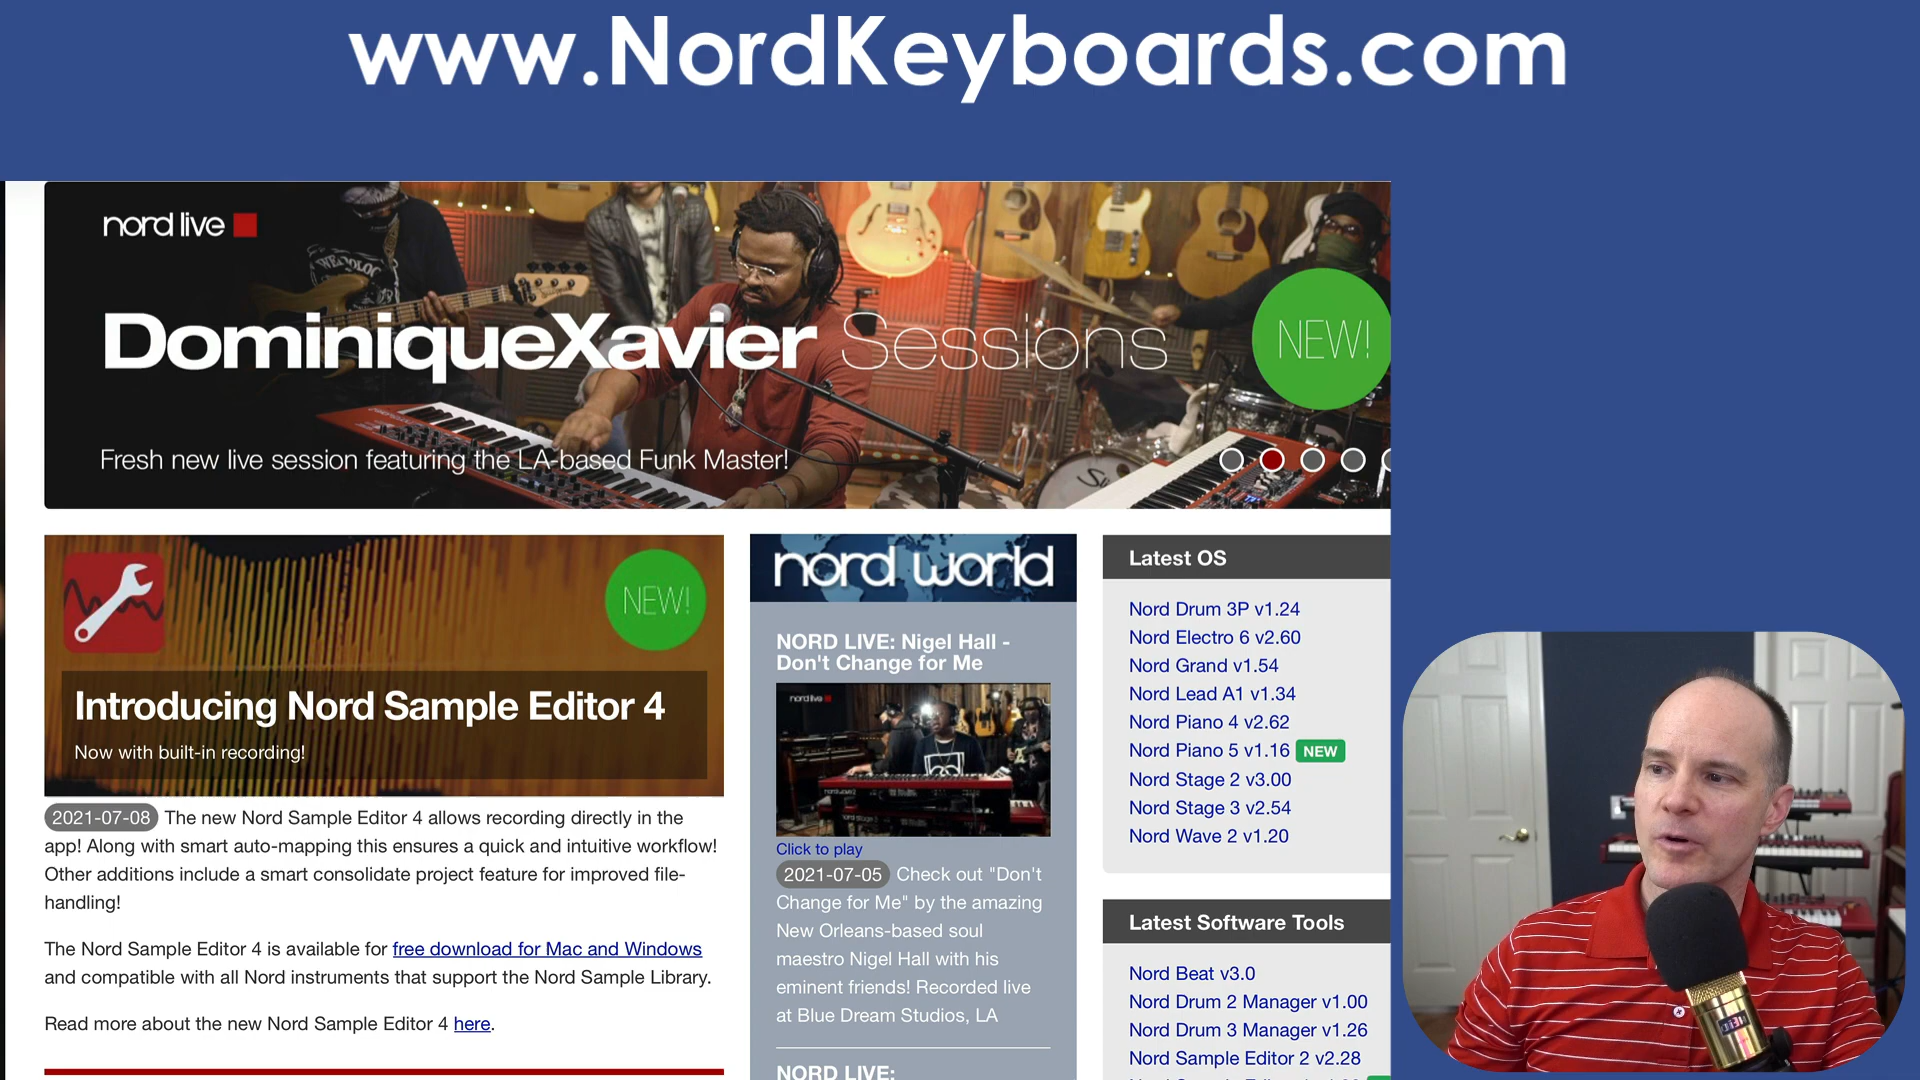 www.NordKeyboards.com
nord live
DominiqueXavier Sessions
NEW!
Fresh new live session featuring the LA-based Funk Master!
NEW!
Introducing Nord Sample Editor 4
Now with built-in recording!
2021-07-08 The new Nord Sample Editor 4 allows recording directly in the
app! Along with smart auto-mapping this ensures a quick and intuitive workflow!
Other additions include a smart consolidate project feature for improved file-
handling!
The Nord Sample Editor 4 is available for free download for Mac and Windows
and compatible with all Nord instruments that support the Nord Sample Library.
Read more about the new Nord Sample Editor 4 here.
nord world
NORD LIVE: Nigel Hall -
Don't Change for Me
nord live
Click to play
2021-07-05 Check out "Don't
Change for Me" by the amazing
New Orleans-based soul
maestro Nigel Hall with his
eminent friends! Recorded live
at Blue Dream Studios, LA
NORD LIVE:
Latest OS
Nord Drum 3P v1.24
Nord Electro 6 v2.60
Nord Grand v1.54
Nord Lead A1 v1.34
Nord Piano 4 v2.62
Nord Piano 5 v1.16 NEW
Nord Stage 2 v3.00
Nord Stage 3 v2.54
Nord Wave 2 v1.20
Latest Software Tools
Nord Beat v3.0
Nord Drum 2 Manager v1.00
Nord Drum 3 Manager v1.26
Nord Sample Editor 2 v2.28